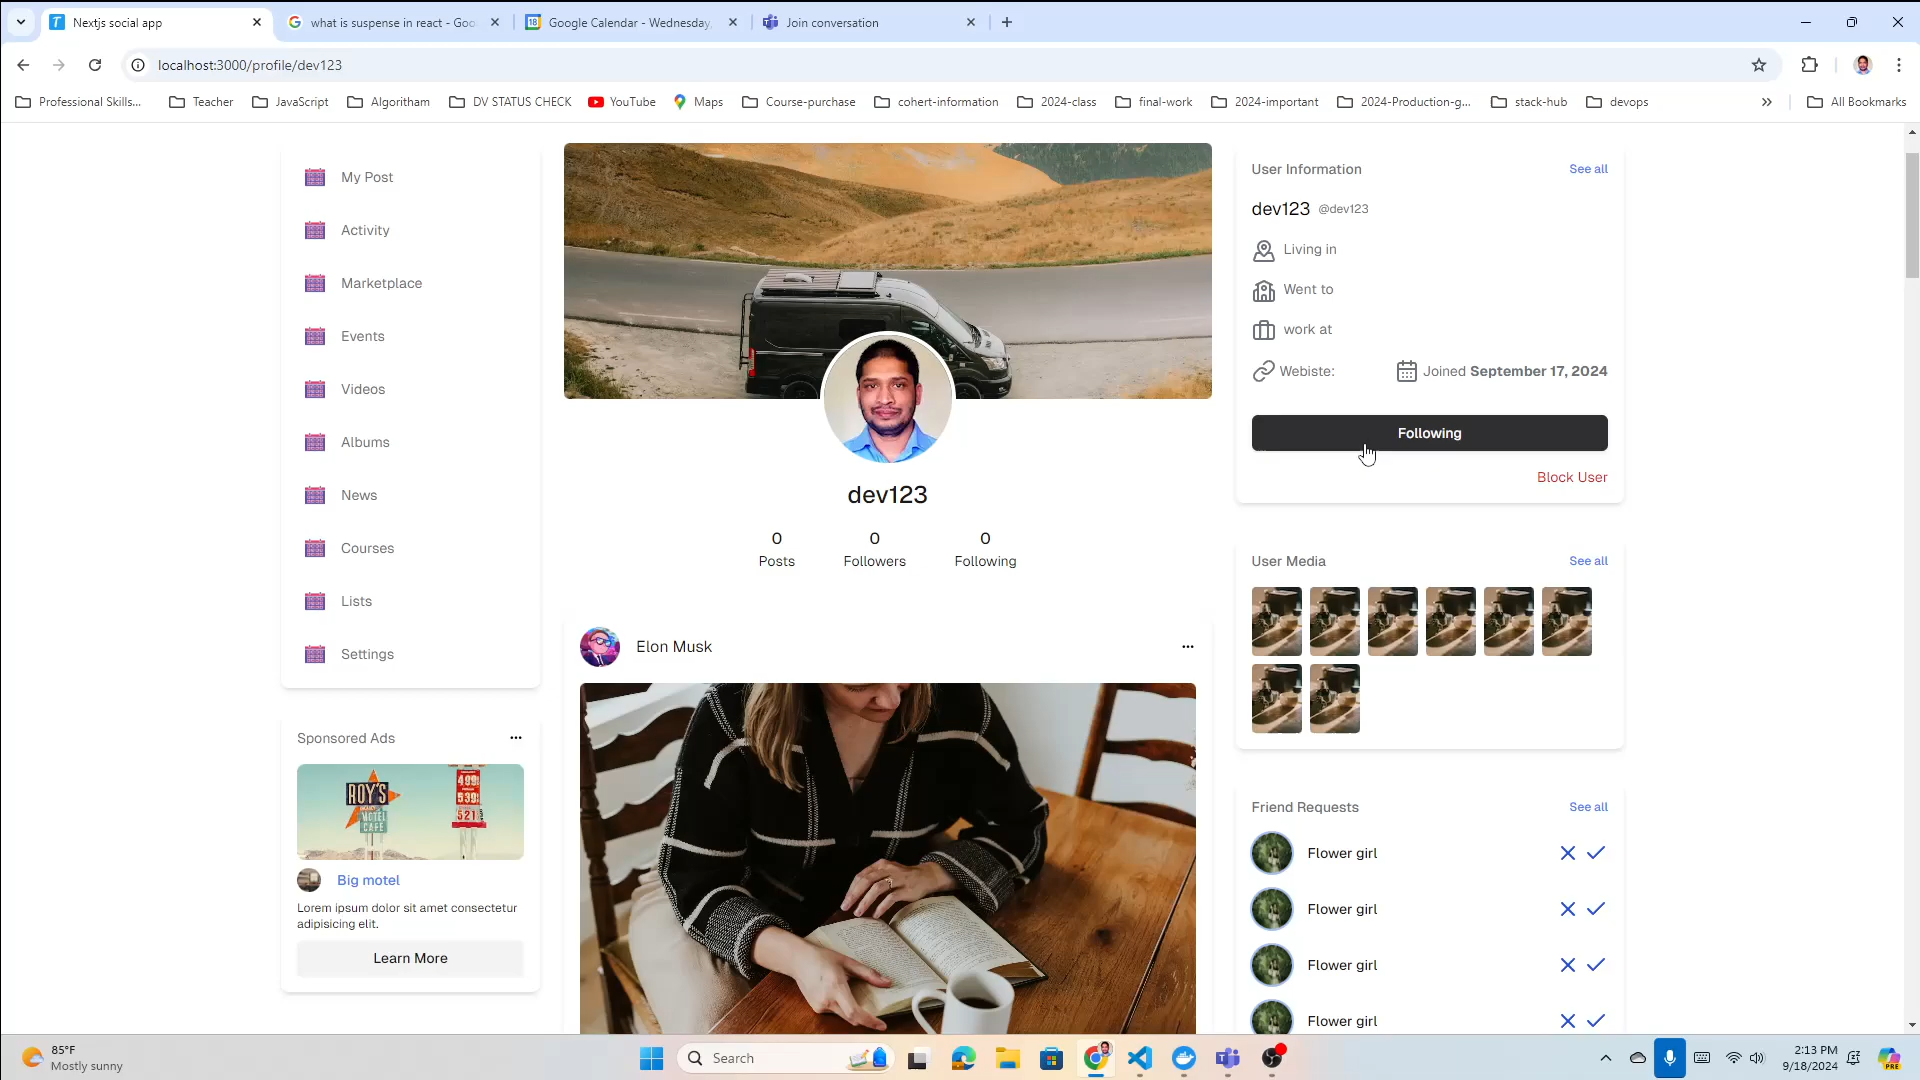 Nextjs social app
what is suspense in react - Goo
Google Calendar - Wednesday,
Join conversation
localhost:3000/profile/dev123
Professional Skills...
Teacher
JavaScript
Algoritham
DV STATUS CHECK
YouTube
Maps
Course-purchase
cohert-information
2024-class
final-work
2024-important
2024-Production-g...
stack-hub
devops
All Bookmarks
My Post
Activity
Marketplace
Events
Videos
Albums
News
Courses
Lists
Settings
Sponsored Ads
ROY'S
MOTEL
CAFE
Big motel
Lorem ipsum dolor sit amet consectetur
adipisicing elit.
Learn More
dev123
0 0 0
Posts Followers Following
Elon Musk
User Information See all
dev123 @dev123
Living in
Went to
work at
Webiste: Joined September 17, 2024
Following
Block User
User Media See all
Friend Requests See all
Flower girl
Flower girl
Flower girl
Flower girl
85°F
Mostly sunny
Search
2:13 PM
9/18/2024
PRE